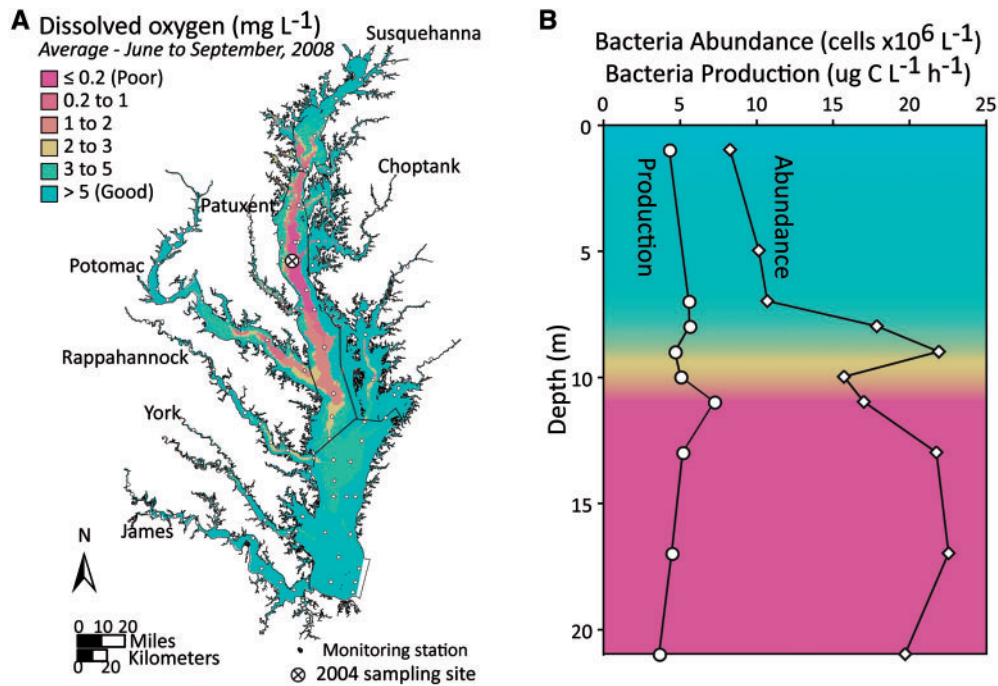 A Dissolved oxygen (mg L-1)
Average - June to September, 2008
≤ 0.2 (Poor)
0.2 to 1
1 to 2
2 to 3
3 to 5
> 5 (Good)
Susquehanna
Choptank
Patuxent
Potomac
Rappahannock
York
James
N
0 10 20
Miles
Kilometers
0 20
Monitoring station
2004 sampling site
B
Bacteria Abundance (cells x10⁶ L-1)
Bacteria Production (ug C L-1 h-1)
0 5 10 15 20 25
0
5
10
15
20
Depth (m)
Production
Abundance